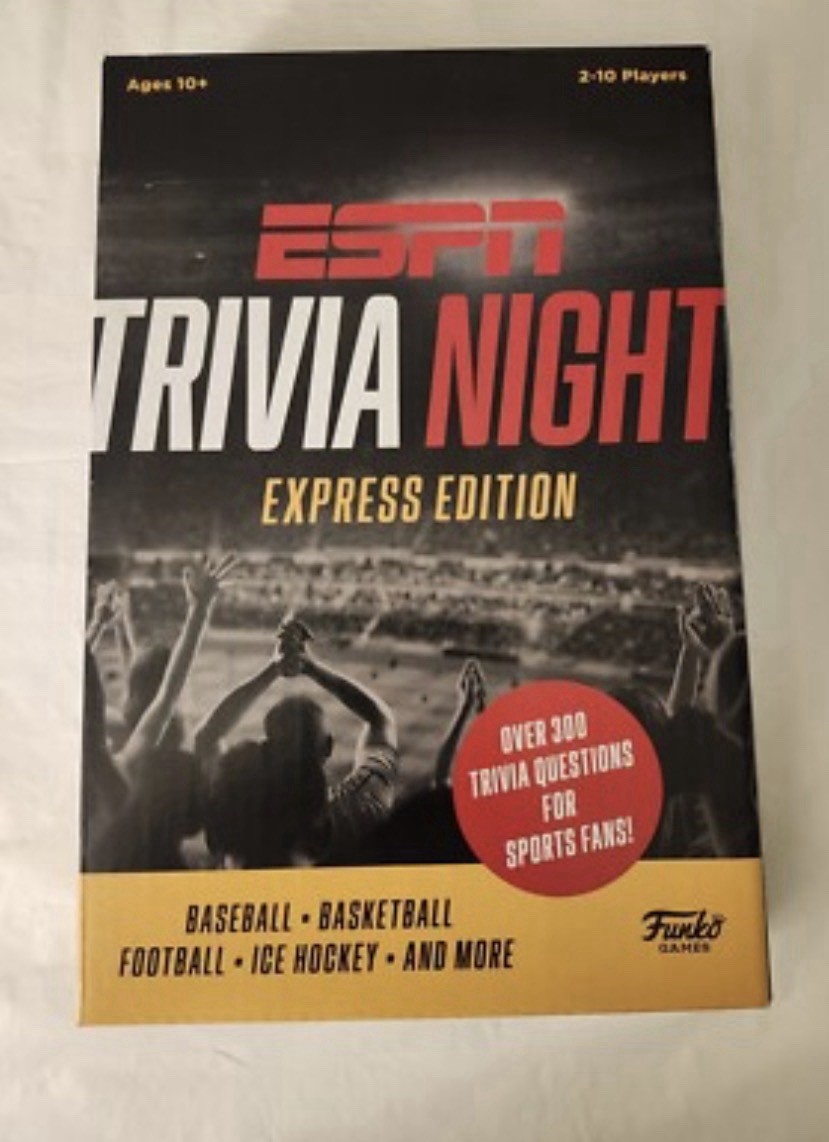 Ages 10+
2-10 Players
ESPN
TRIVIA NIGHT
EXPRESS EDITION
OVER 300
TRIVIA QUESTIONS
FOR
SPORTS FANS!
BASEBALL • BASKETBALL
FOOTBALL • ICE HOCKEY • AND MORE
Funko
GAMES